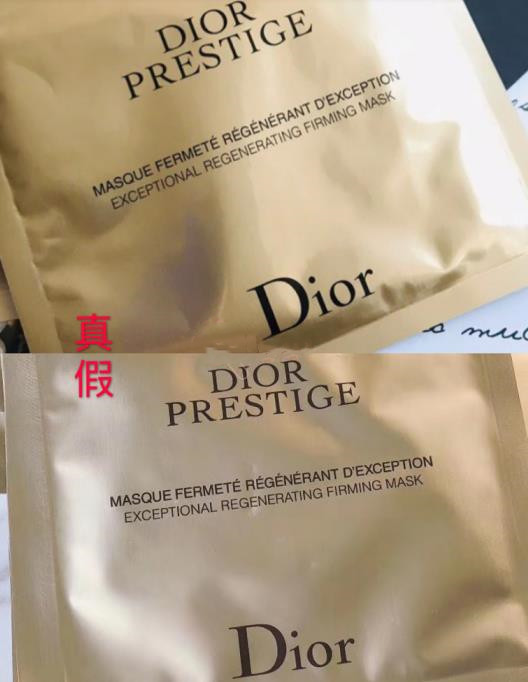 DIOR
PRESTIGE
MASQUE FERMETÉ RÉGÉNÉRANT D'EXCEPTION
EXCEPTIONAL REGENERATING FIRMING MASK
Dior
真
假
DIOR
PRESTIGE
MASQUE FERMETÉ RÉGÉNÉRANT D'EXCEPTION
EXCEPTIONAL REGENERATING FIRMING MASK
Dior